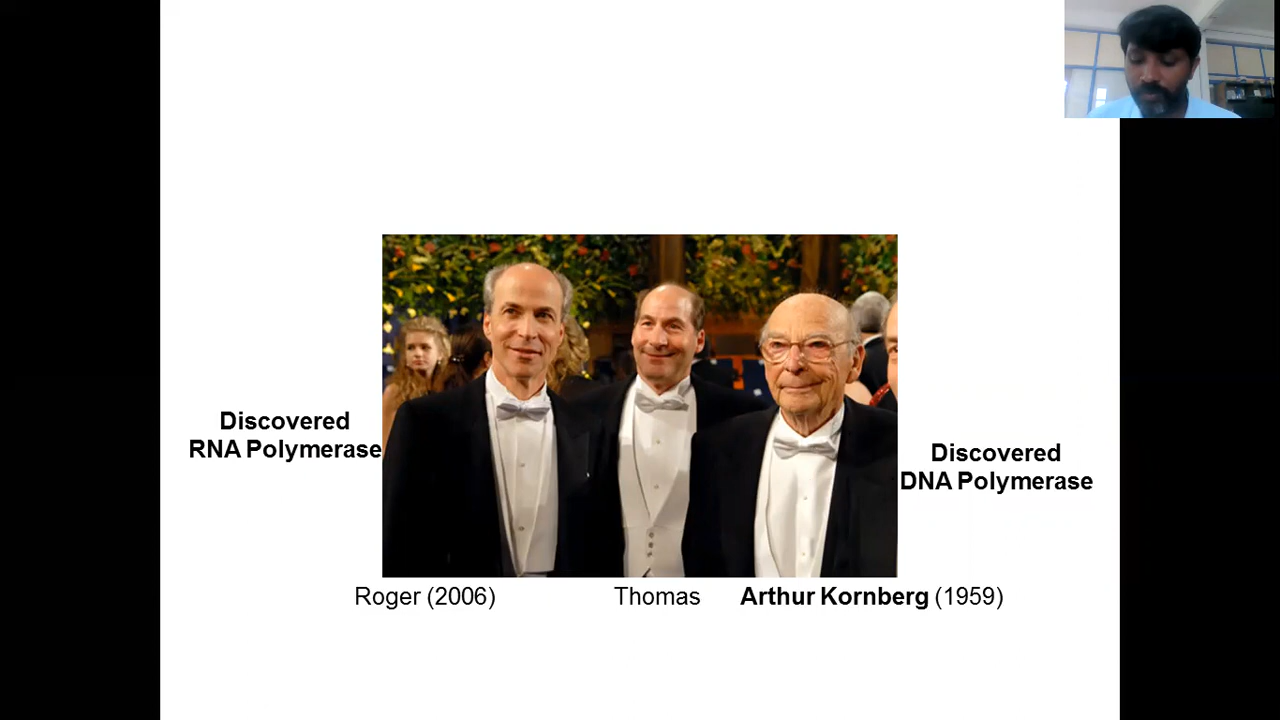 Discovered
RNA Polymerase
Discovered
DNA Polymerase
Roger (2006)
Thomas
Arthur Kornberg (1959)